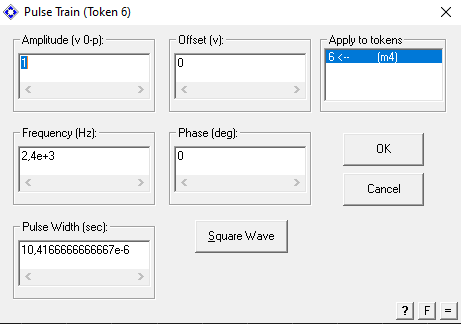 Pulse Train (Token 6)
Amplitude (v 0-p):
1
Offset (v):
0
Apply to tokens
6 <-- (m4)
Frequency (Hz):
2,4e+3
Phase (deg):
0
OK
Cancel
Pulse Width (sec):
10,4166666666667e-6
Square Wave
? F =